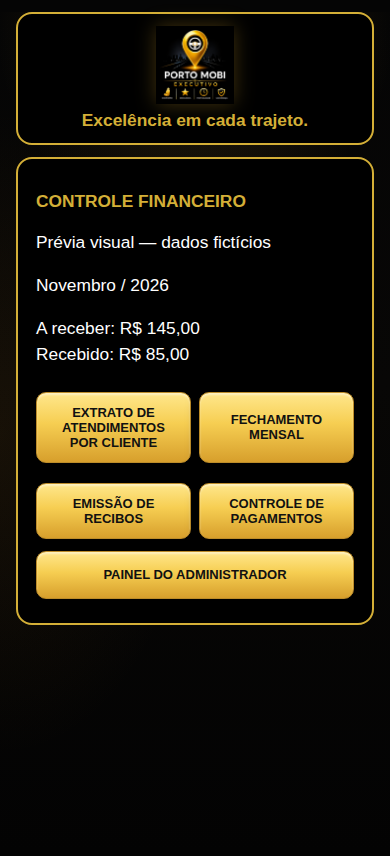 PORTO MOBI
EXECUTIVO
Excelência em cada trajeto.
CONTROLE FINANCEIRO
Prévia visual — dados fictícios
Novembro / 2026
A receber: R$ 145,00
Recebido: R$ 85,00
EXTRATO DE
ATENDIMENTOS
POR CLIENTE
FECHAMENTO
MENSAL
EMISSÃO DE
RECIBOS
CONTROLE DE
PAGAMENTOS
PAINEL DO ADMINISTRADOR